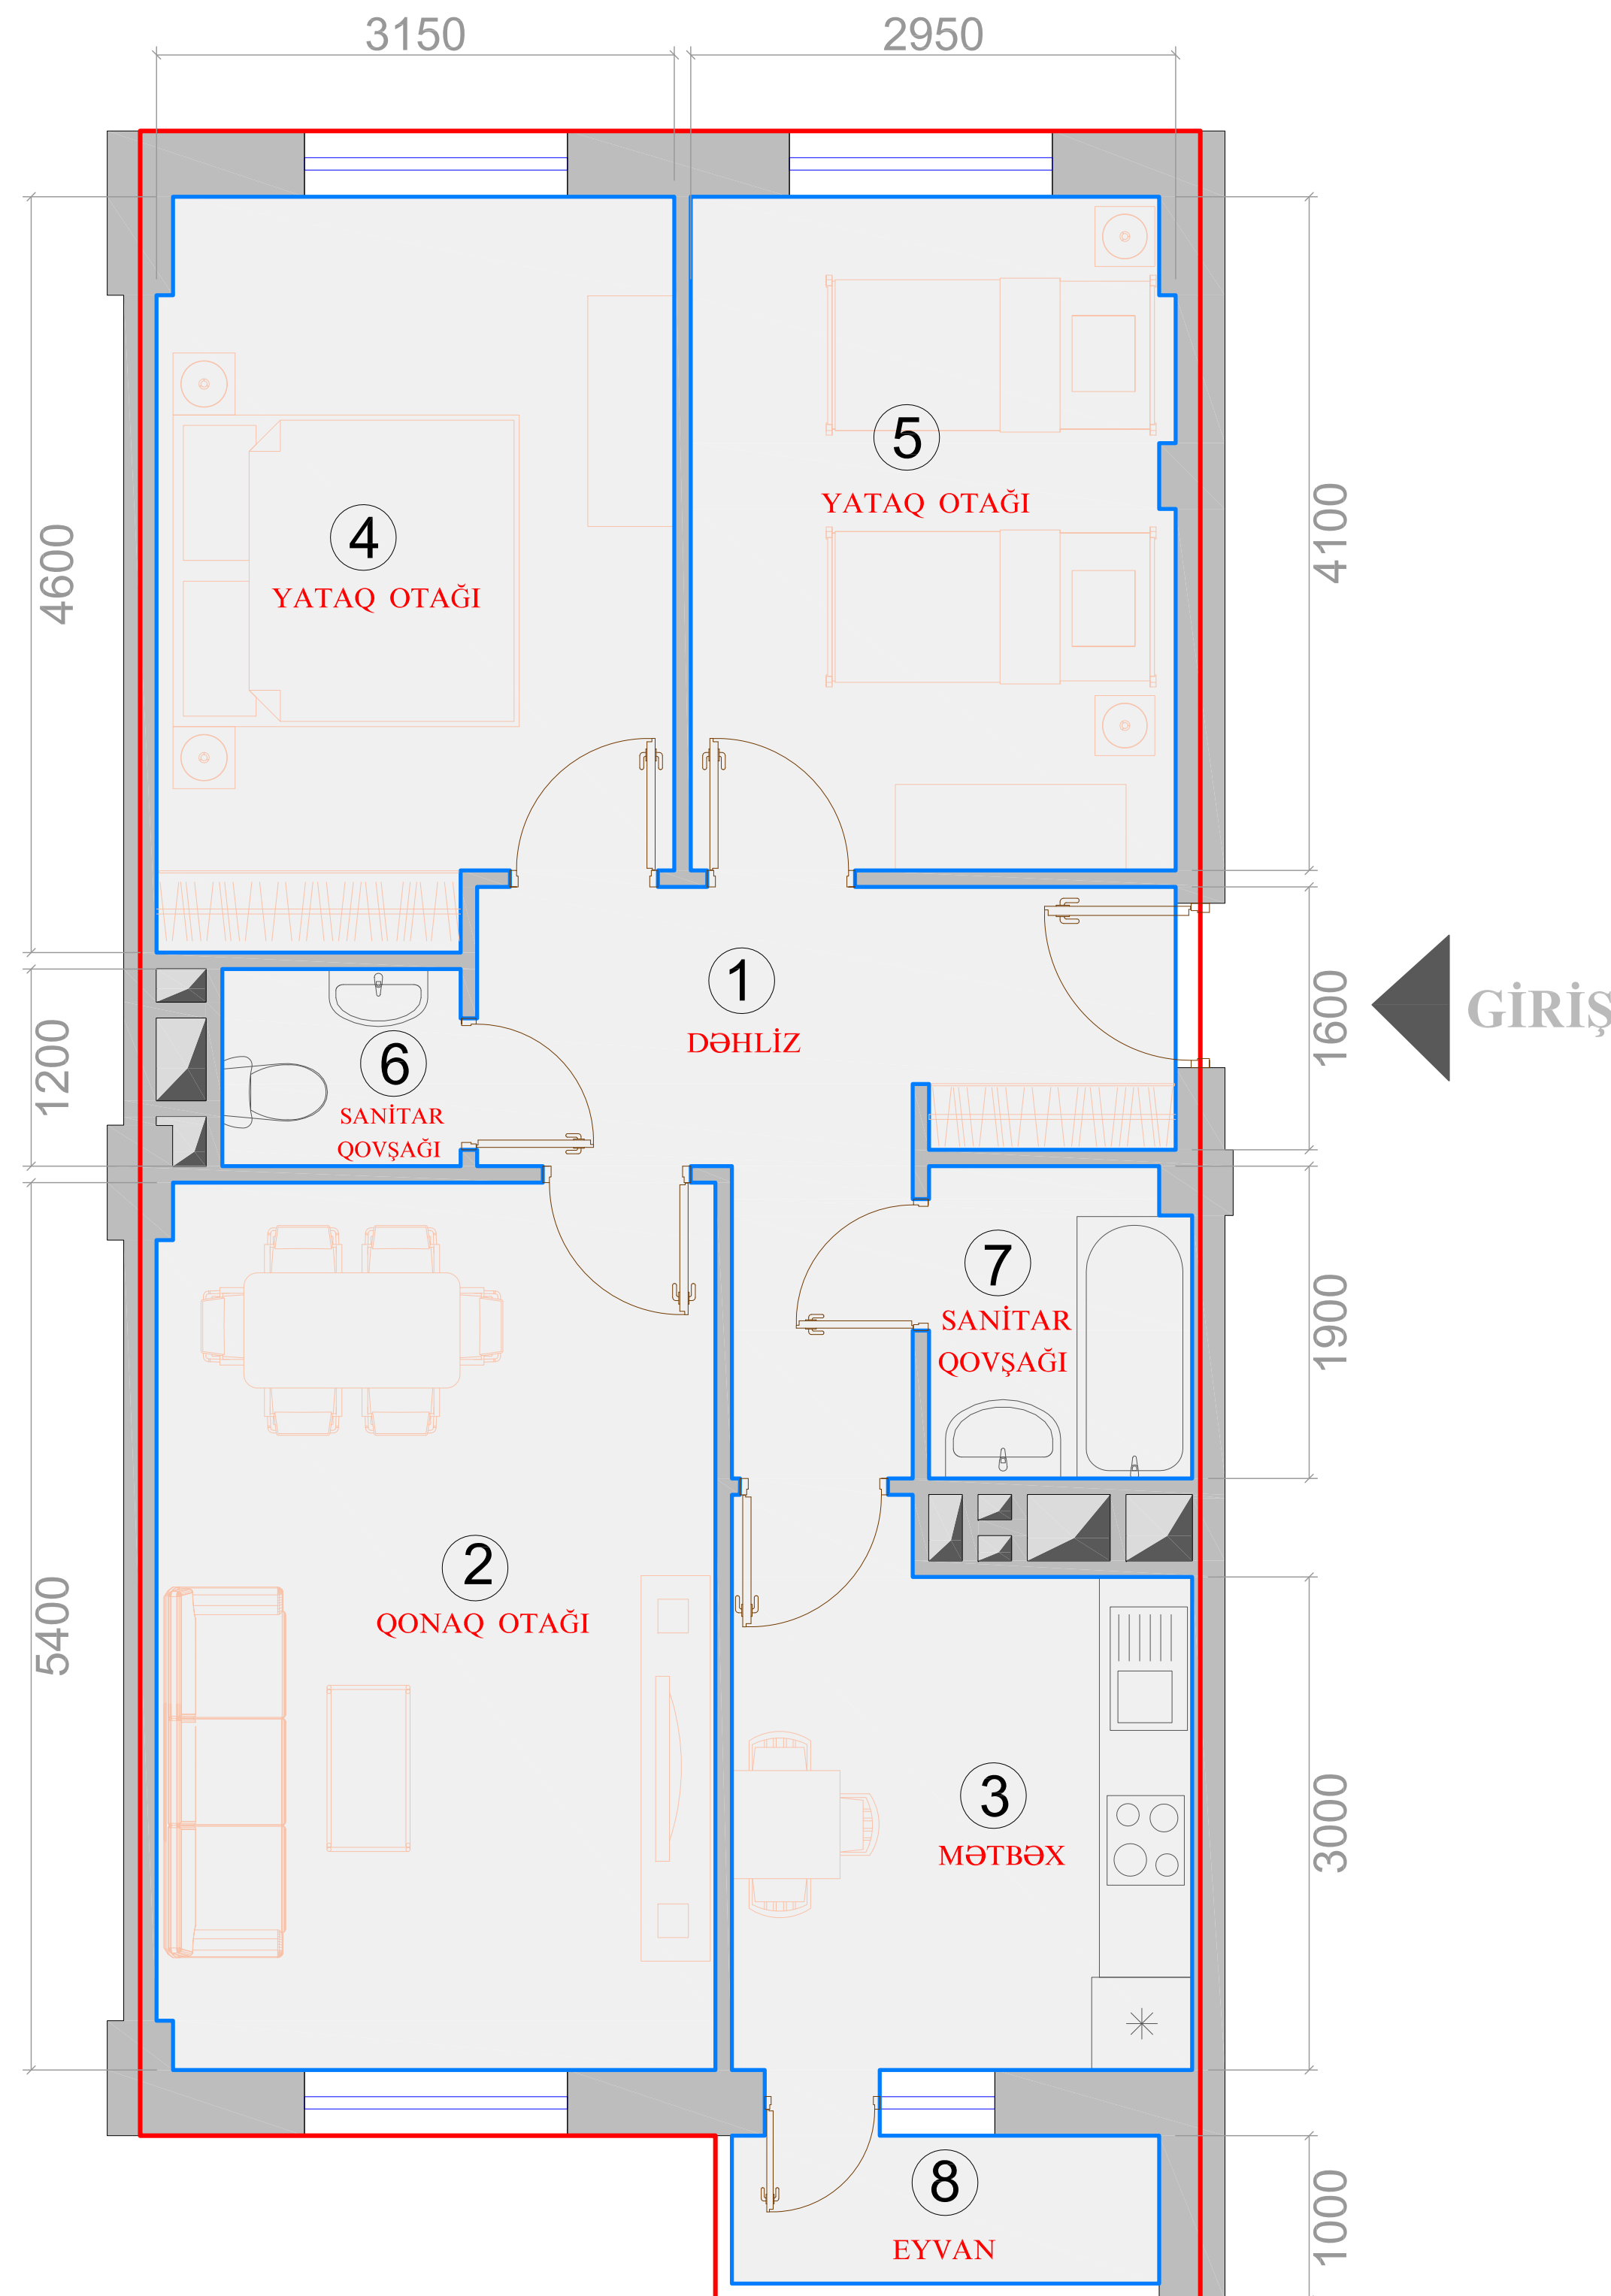 3150
2950
4600
4100
5
YATAQ OTAĞI
4
YATAQ OTAĞI
1
DƏHLİZ
1600
GİRİŞ
1200
6
SANİTAR
QOVŞAĞI
7
SANİTAR
QOVŞAĞI
1900
2
QONAQ OTAĞI
5400
3
MƏTBƏX
3000
8
EYVAN
1000